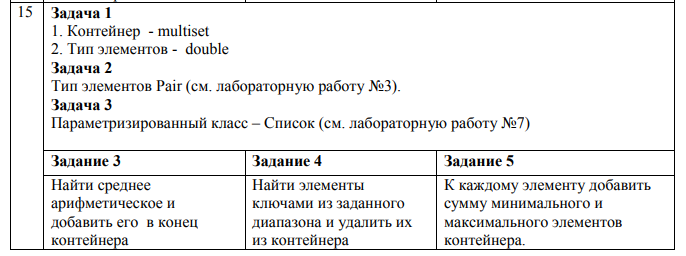 15
Задача 1
1. Контейнер - multiset
2. Тип элементов - double
Задача 2
Тип элементов Pair (см. лабораторную работу №3).
Задача 3
Параметризированный класс – Список (см. лабораторную работу №7)
Задание 3
Задание 4
Задание 5
Найти среднее
арифметическое и
добавить его в конец
контейнера
Найти элементы
ключами из заданного
диапазона и удалить их
из контейнера
К каждому элементу добавить
сумму минимального и
максимального элементов
контейнера.